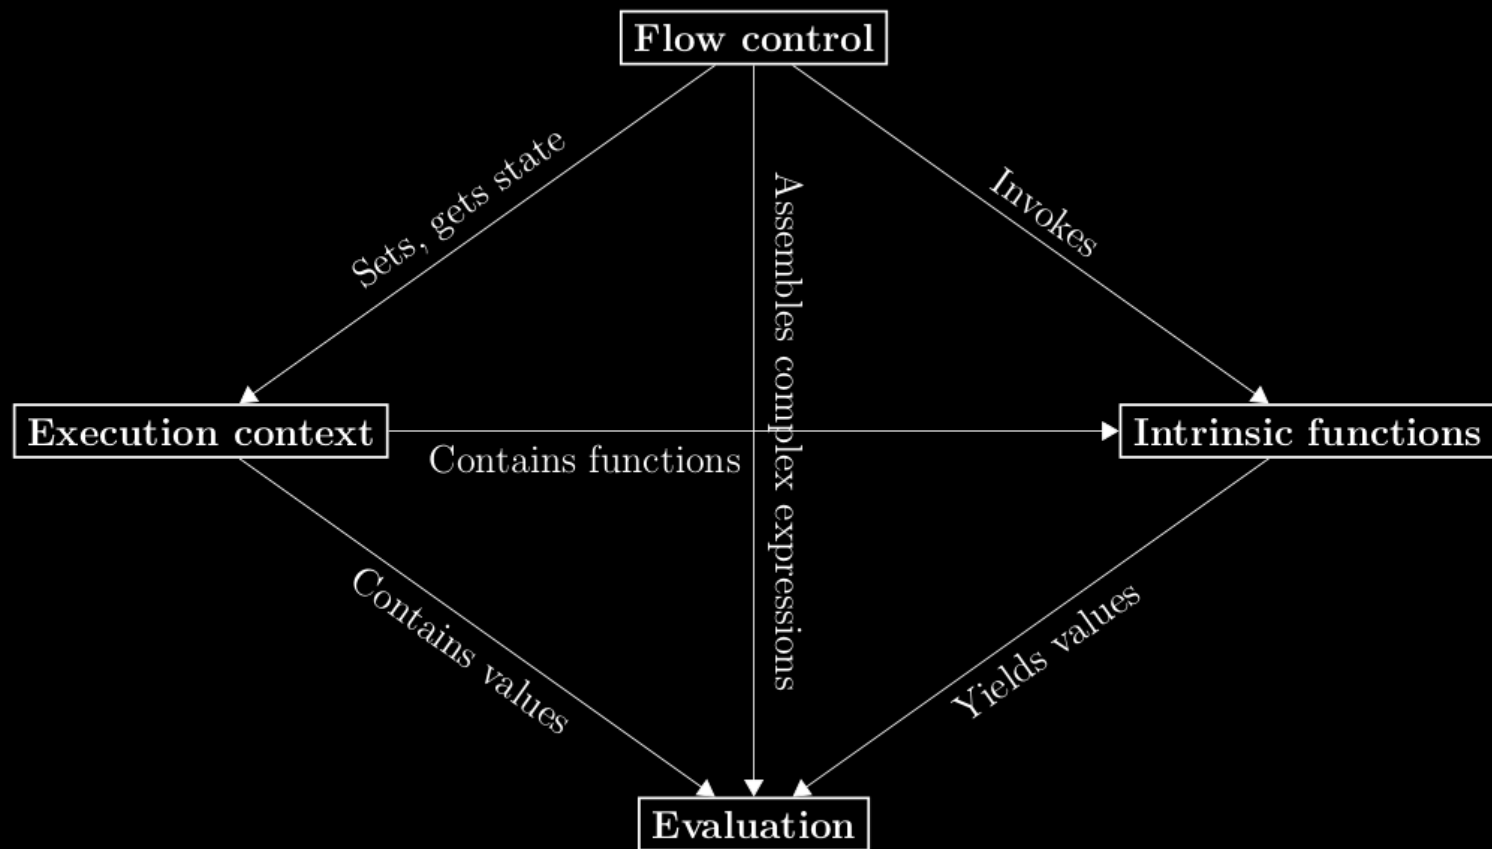 Flow control
Sets, gets state
Assembles complex expressions
Invokes
Execution context
Contains functions
Intrinsic functions
Contains values
Yields values
Evaluation